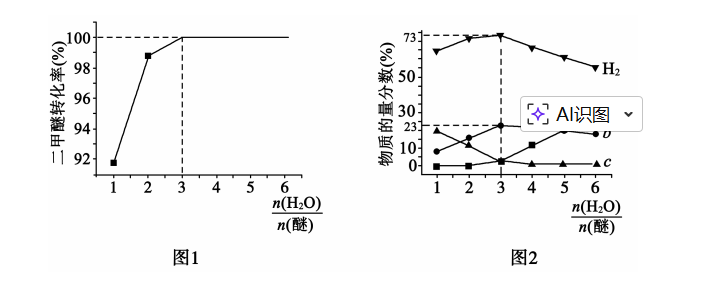 二甲醚转化率(%)
100
98
96
94
92
1 2 3 4 5 6
n(H₂O)
n(醚)
图1
物质的量分数(%)
73
50
30
23
10
0
H₂
AI识图
b
c
1 2 3 4 5 6
n(H₂O)
n(醚)
图2